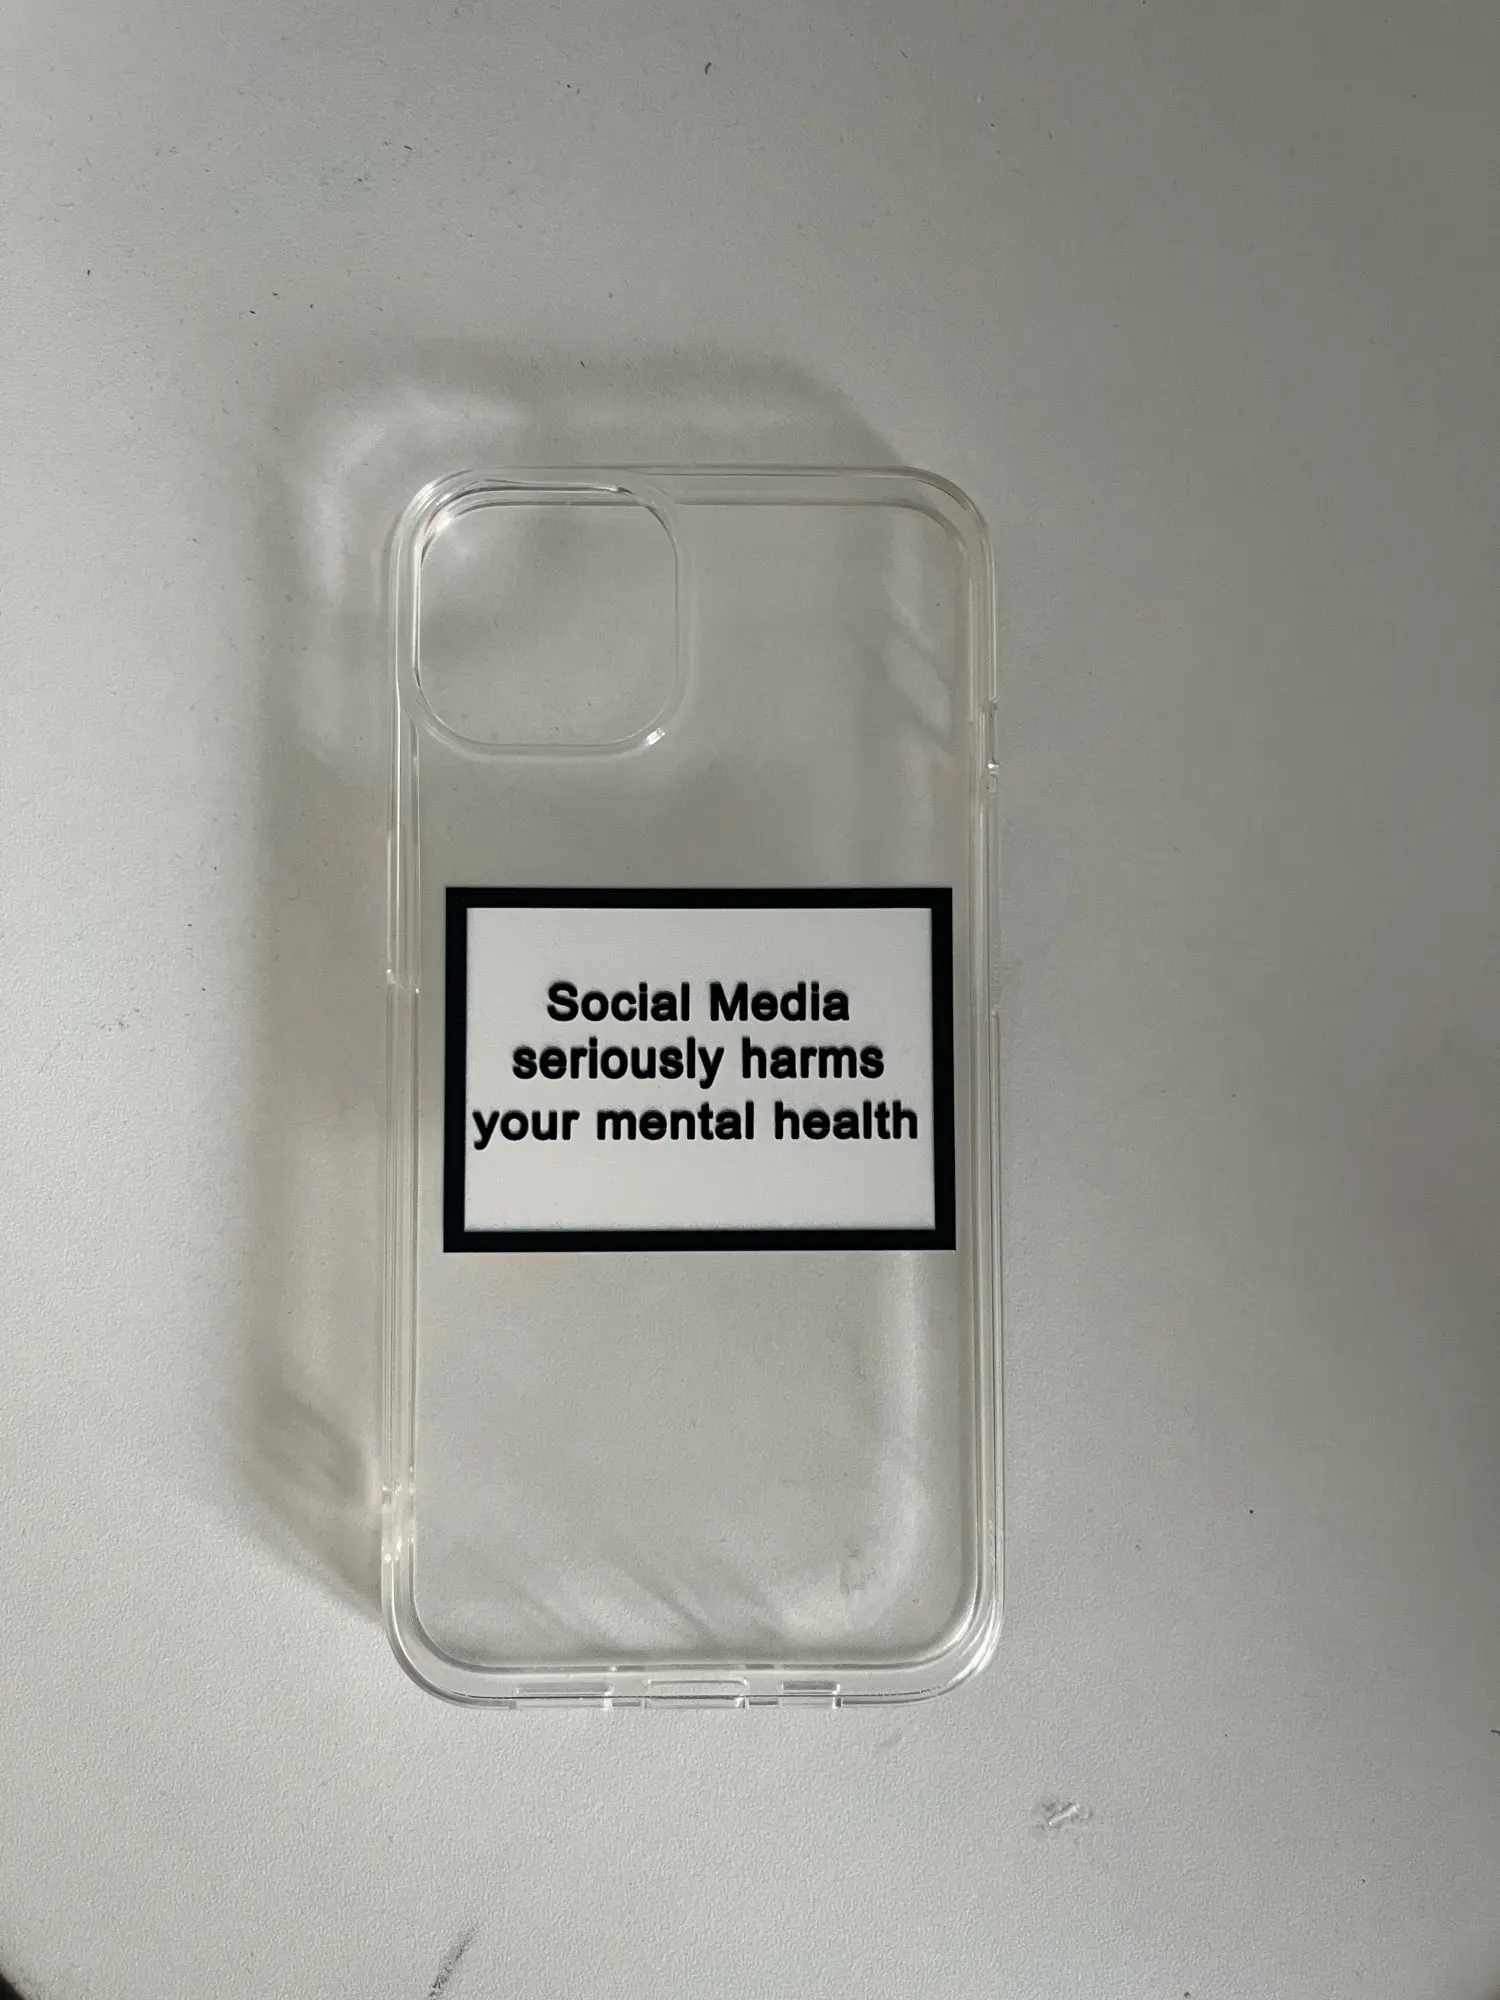 Social Media
seriously harms
your mental health